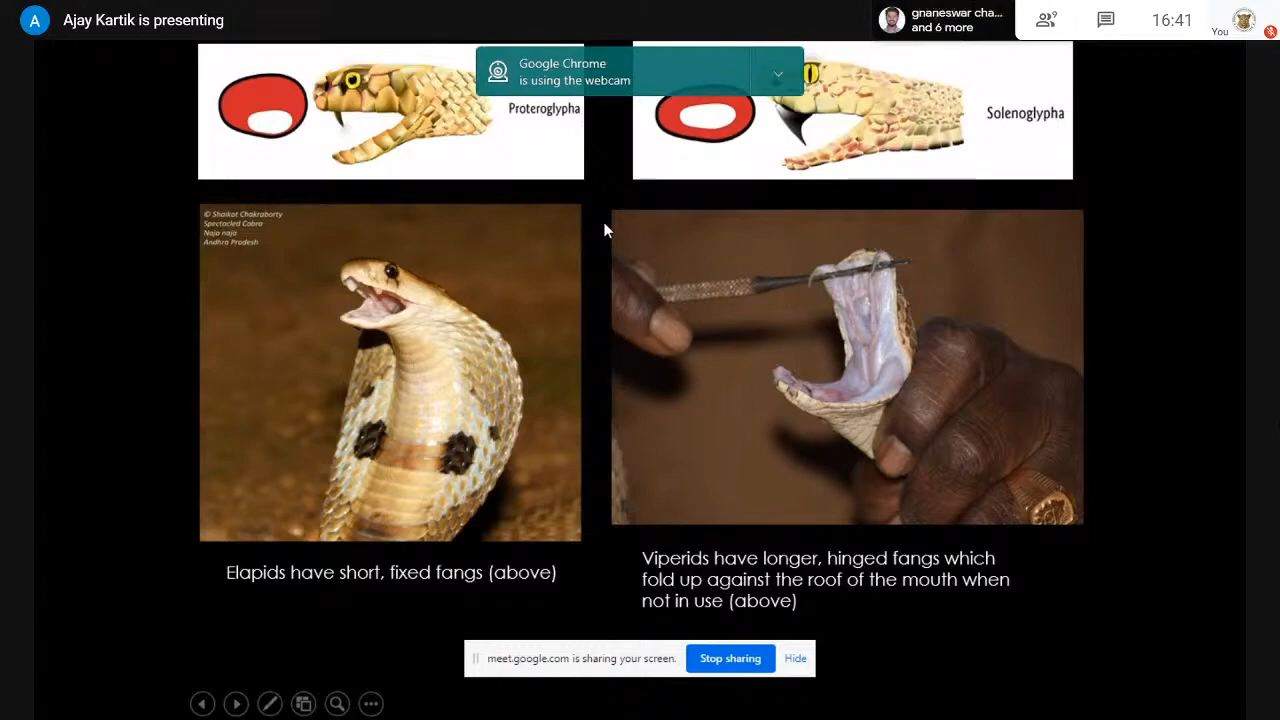 A
Ajay Kartik is presenting
gnaneswar cha...
and 6 more
9
16:41
You
Google Chrome
is using the webcam
Proteroglypha
Solenoglypha
© Shaikat Chakraborty
Spectacled Cobra
Naja naja
Andhra Pradesh
Elapids have short, fixed fangs (above)
Viperids have longer, hinged fangs which
fold up against the roof of the mouth when
not in use (above)
meet.google.com is sharing your screen.
Stop sharing
Hide